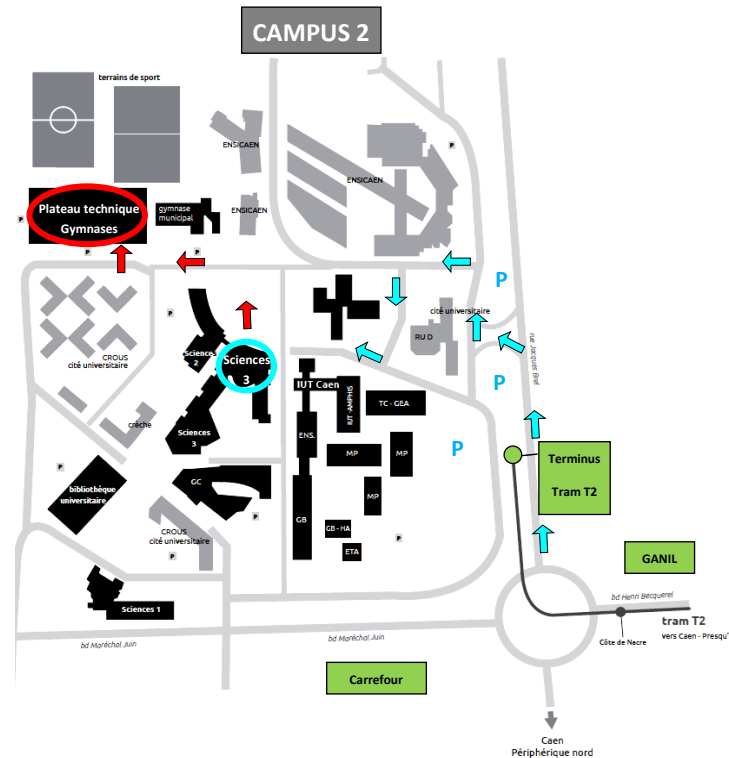 CAMPUS 2
terrains de sport
P
ENSICAEN
P
ENSICAEN
P
Plateau technique
Gymnases
gymnase
municipal
ENSICAEN
P
P
P
cité universitaire
P
RU D
rue Jacques Brel
Sciences
2
Sciences
3
CROUS
cité universitaire
P
IUT Caen
IUT -AMPHIS
TC - GEA
crèche
Sciences
3
ENS.
MP
MP
P
Terminus
Tram T2
P
bibliothèque
universitaire
GC
MP
GB
P
GB - HA
CROUS
cité universitaire
P
ETA
P
GANIL
bd Henri Becquerel
Sciences 1
tram T2
vers Caen - Presqu'
Côte de Nacre
bd Maréchal Juin
bd Maréchal Juin
Carrefour
Caen
Périphérique nord